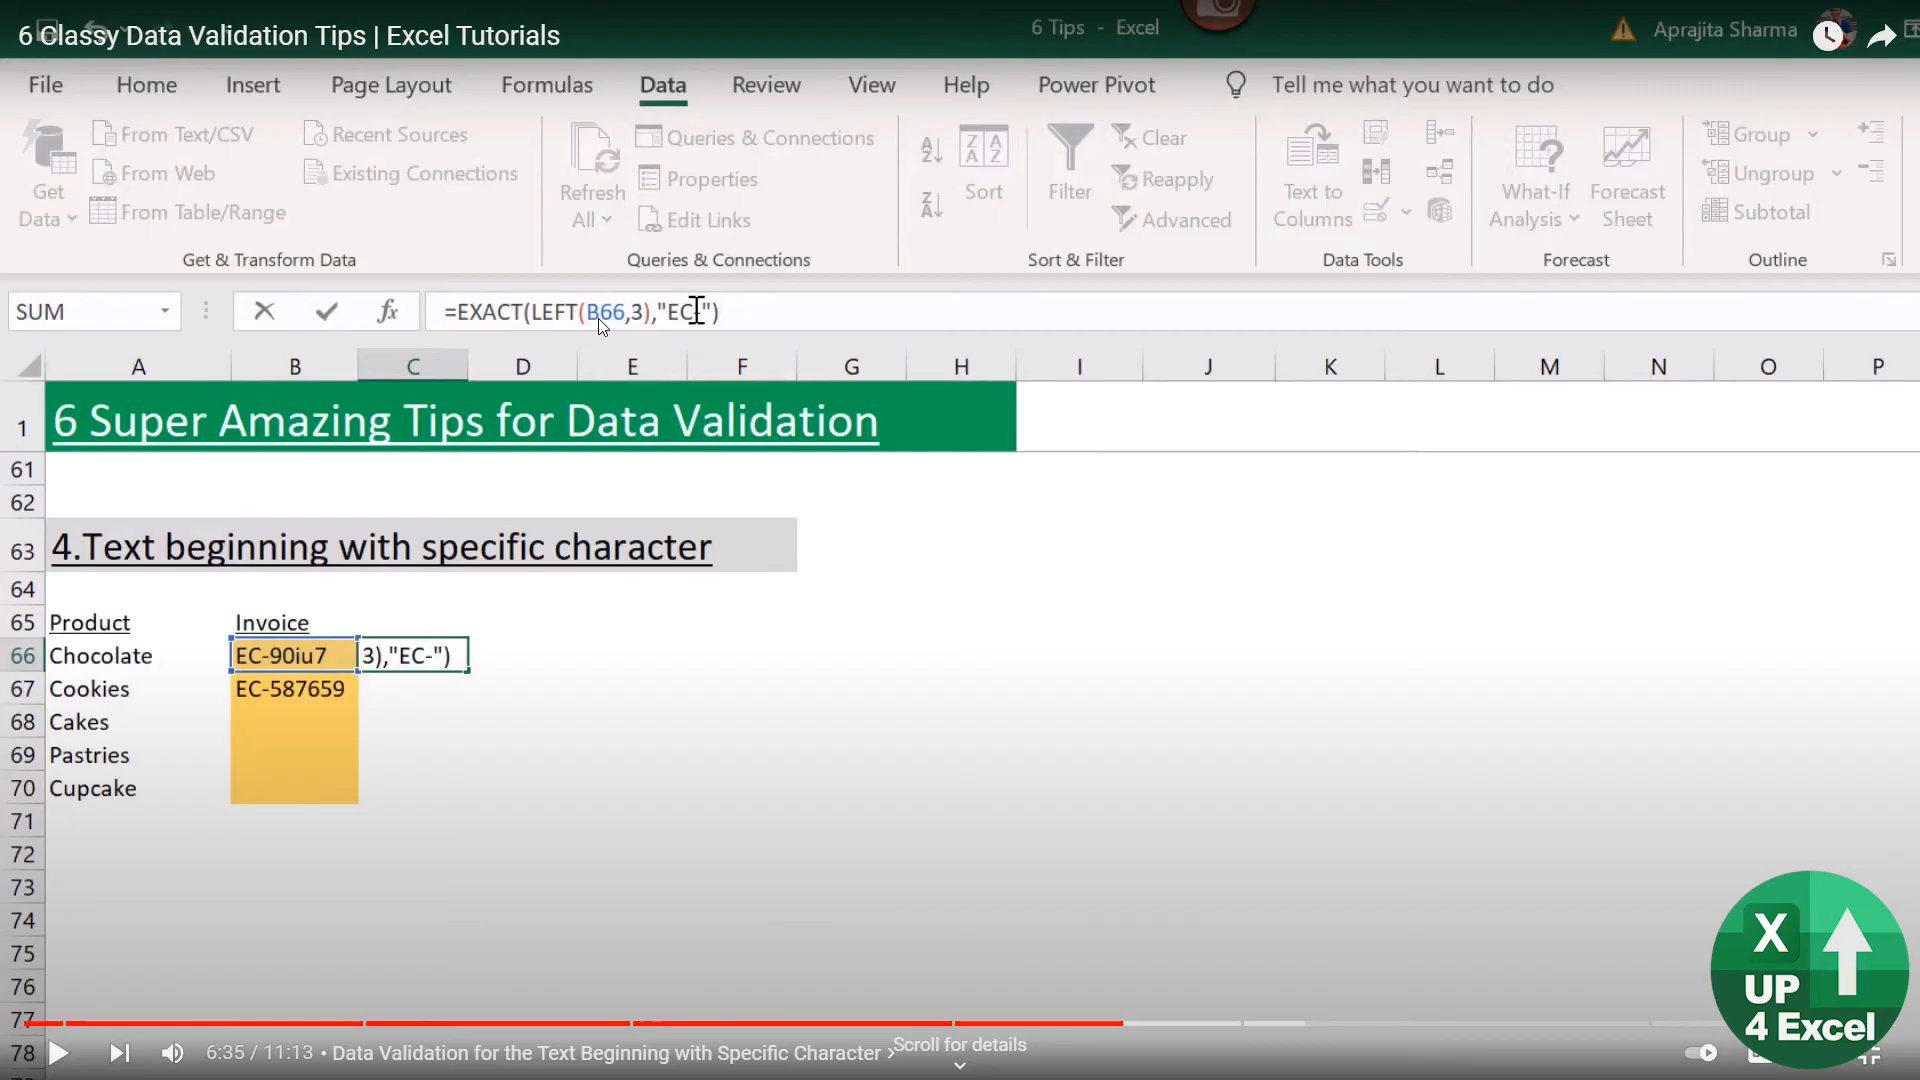 6 Classy Data Validation Tips | Excel Tutorials
6 Tips - Excel
Aprajita Sharma
File Home Insert Page Layout Formulas Data Review View Help Power Pivot Tell me what you want to do
Get Data
From Text/CSV
From Web
From Table/Range
Recent Sources
Existing Connections
Get & Transform Data
Refresh All
Queries & Connections
Properties
Edit Links
Queries & Connections
Sort
Filter
Clear
Reapply
Advanced
Sort & Filter
Text to Columns
Data Tools
What-If Analysis
Forecast Sheet
Forecast
Group
Ungroup
Subtotal
Outline
SUM fx =EXACT(LEFT(B66,3),"EC-")
A B C D E F G H I J K L M N O P
1 6 Super Amazing Tips for Data Validation
61
62
63 4.Text beginning with specific character
64
65 Product Invoice
66 Chocolate EC-90iu7 3),"EC-")
67 Cookies EC-587659
68 Cakes
69 Pastries
70 Cupcake
71
72
73
74
75
76
77
78
X UP 4 Excel
6:35 / 11:13 • Data Validation for the Text Beginning with Specific Character
Scroll for details